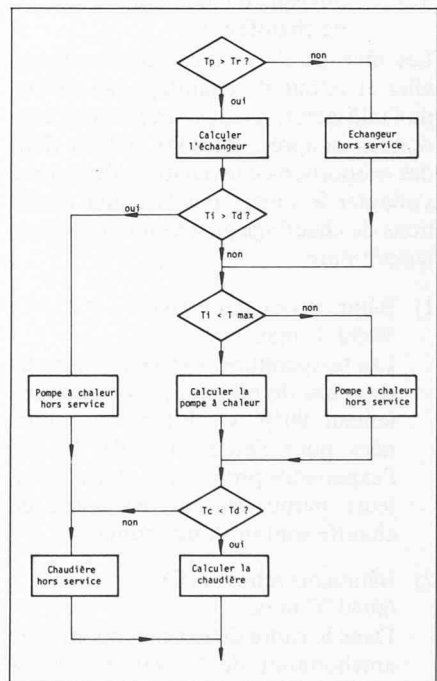 Tp > Tr ?
non
oui
Calculer
l'échangeur
Echangeur
hors service
oui
Ti > Td ?
non
Ti < T max
non
Pompe à chaleur
hors service
Calculer la
pompe à chaleur
Pompe à chaleur
hors service
Tc < Td ?
non
oui
Chaudière
hors service
Calculer la
chaudière